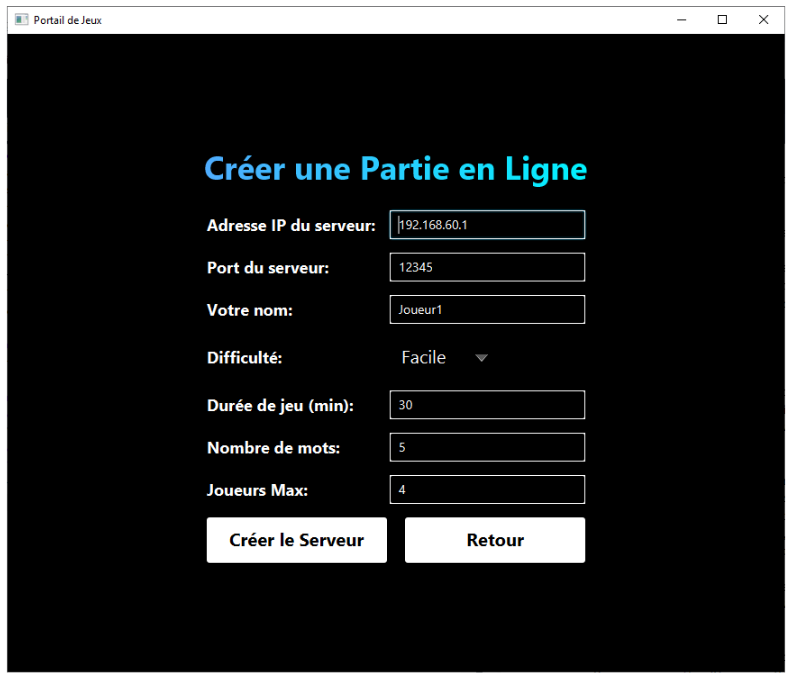 Portail de Jeux
Créer une Partie en Ligne
Adresse IP du serveur: 192.168.60.1
Port du serveur: 12345
Votre nom: Joueur1
Difficulté: Facile
Durée de jeu (min): 30
Nombre de mots: 5
Joueurs Max: 4
Créer le Serveur Retour